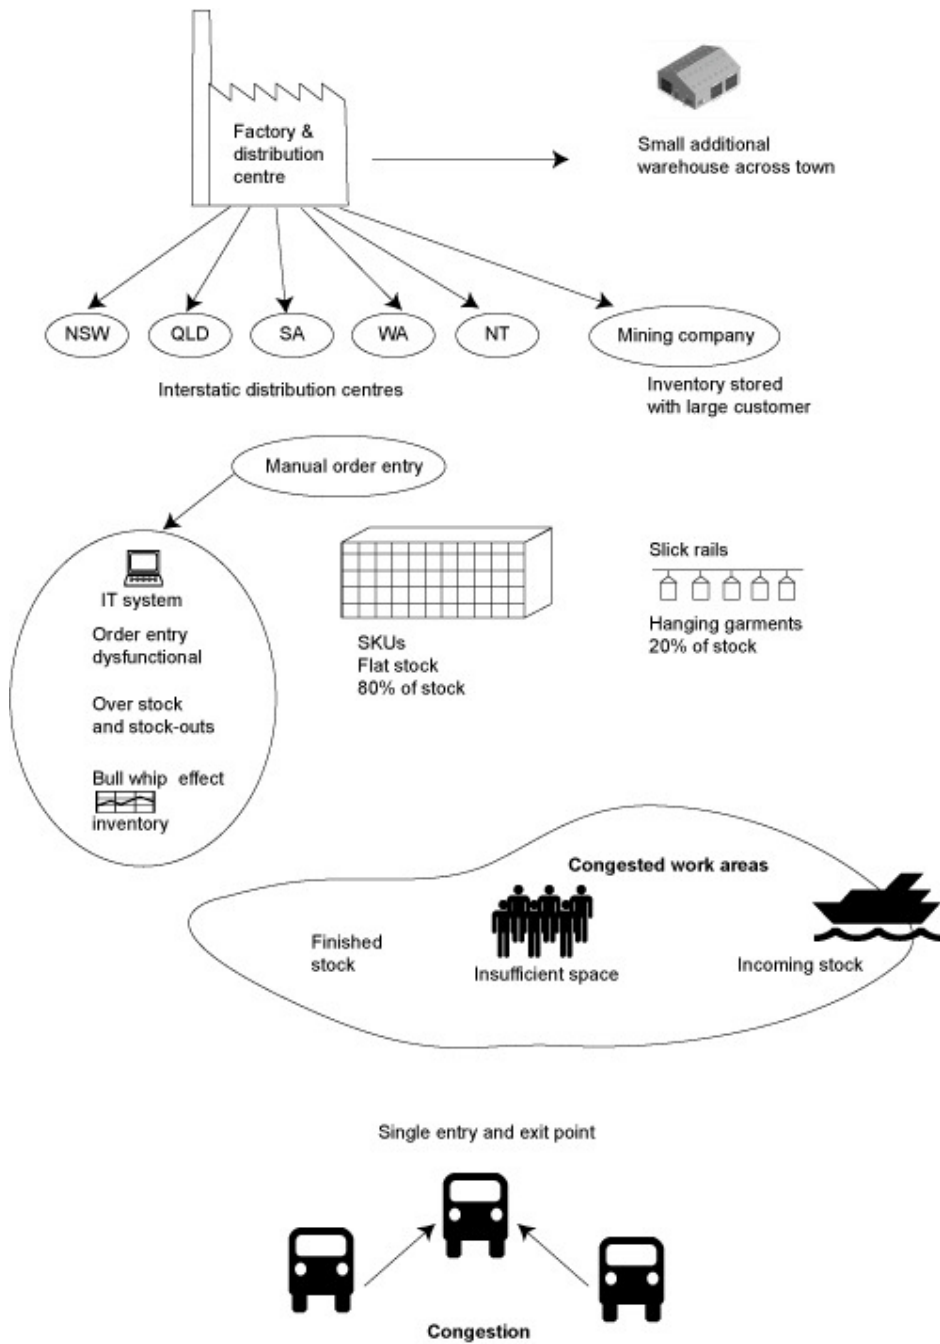 Factory &
distribution
centre
Small additional
warehouse across town
NSW
QLD
SA
WA
NT
Mining company
Interstatic distribution centres
Inventory stored
with large customer
Manual order entry
IT system
Order entry
dysfunctional
Over stock
and stock-outs
Bull whip effect
inventory
SKUs
Flat stock
80% of stock
Slick rails
Hanging garments
20% of stock
Congested work areas
Finished
stock
Insufficient space
Incoming stock
Single entry and exit point
Congestion